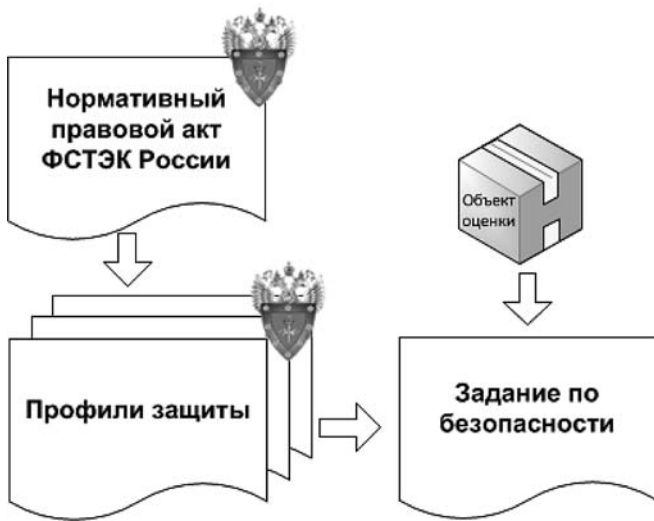 Нормативный
правовой акт
ФСТЭК России
Объект
оценки
Профили защиты
Задание по
безопасности